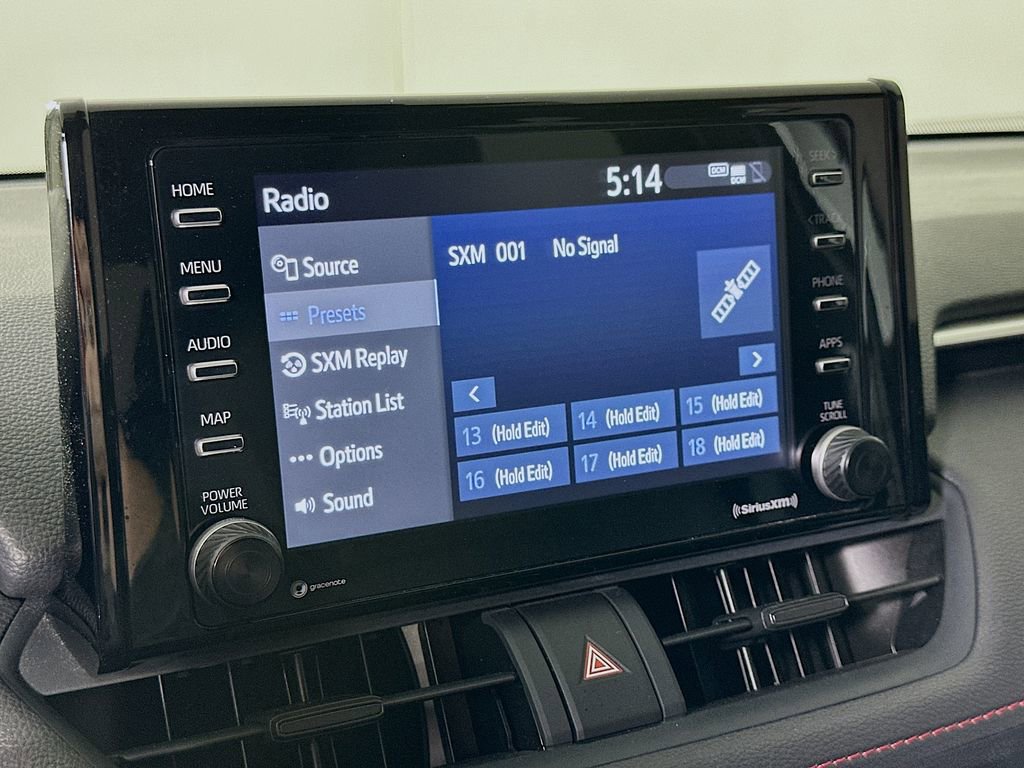 HOME
MENU
AUDIO
MAP
POWER
VOLUME
Radio
5:14
DCM
DCM
Source
Presets
SXM Replay
Station List
Options
Sound
SXM 001 No Signal
<
>
13 (Hold Edit)
14 (Hold Edit)
15 (Hold Edit)
16 (Hold Edit)
17 (Hold Edit)
18 (Hold Edit)
SEEK>
<TRACK
PHONE
APPS
TUNE
SCROLL
gracenote
SiriusXM